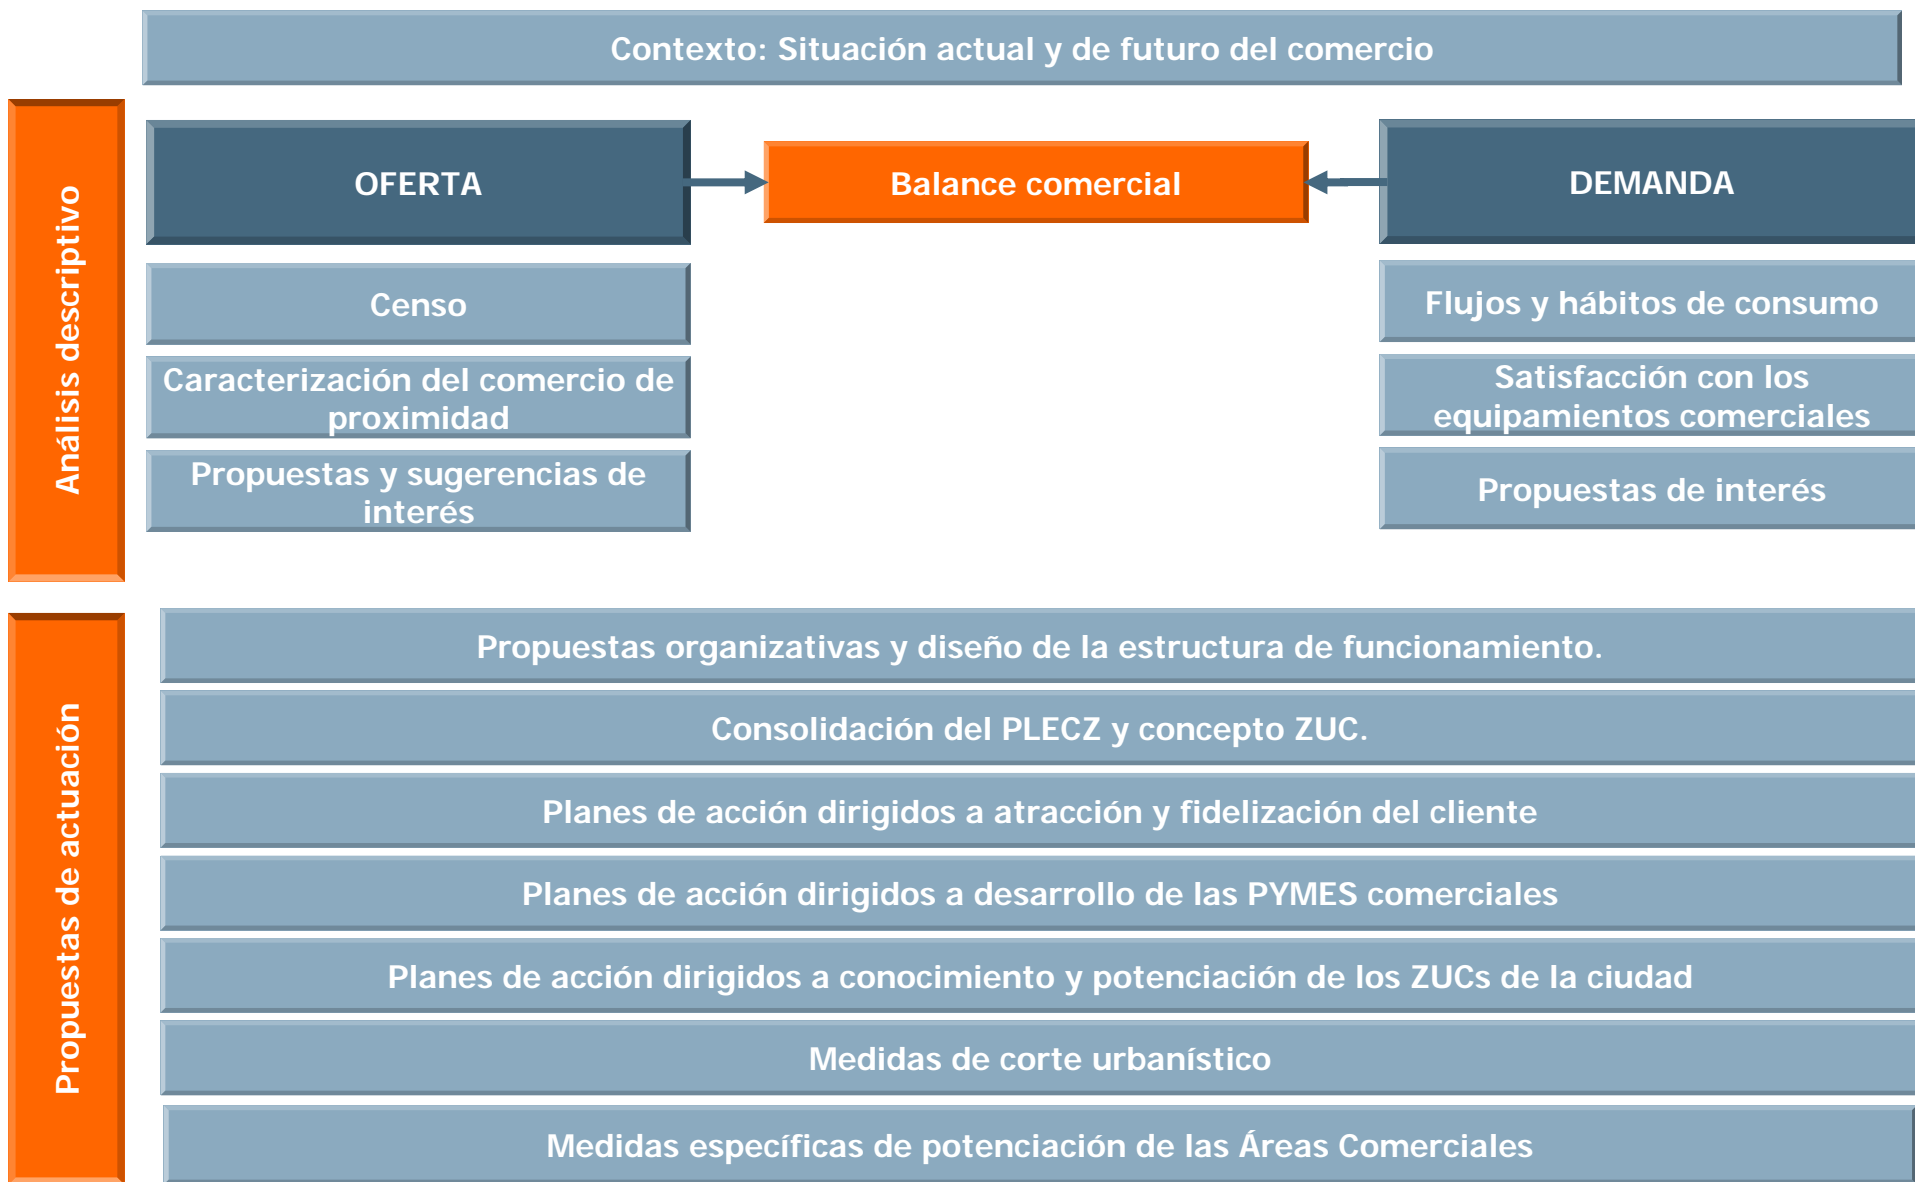 Contexto: Situación actual y de futuro del comercio
Análisis descriptivo
OFERTA
Balance comercial
DEMANDA
Censo
Caracterización del comercio de
proximidad
Propuestas y sugerencias de
interés
Flujos y hábitos de consumo
Satisfacción con los
equipamientos comerciales
Propuestas de interés
Propuestas de actuación
Propuestas organizativas y diseño de la estructura de funcionamiento.
Consolidación del PLECZ y concepto ZUC.
Planes de acción dirigidos a atracción y fidelización del cliente
Planes de acción dirigidos a desarrollo de las PYMES comerciales
Planes de acción dirigidos a conocimiento y potenciación de los ZUCs de la ciudad
Medidas de corte urbanístico
Medidas específicas de potenciación de las Áreas Comerciales